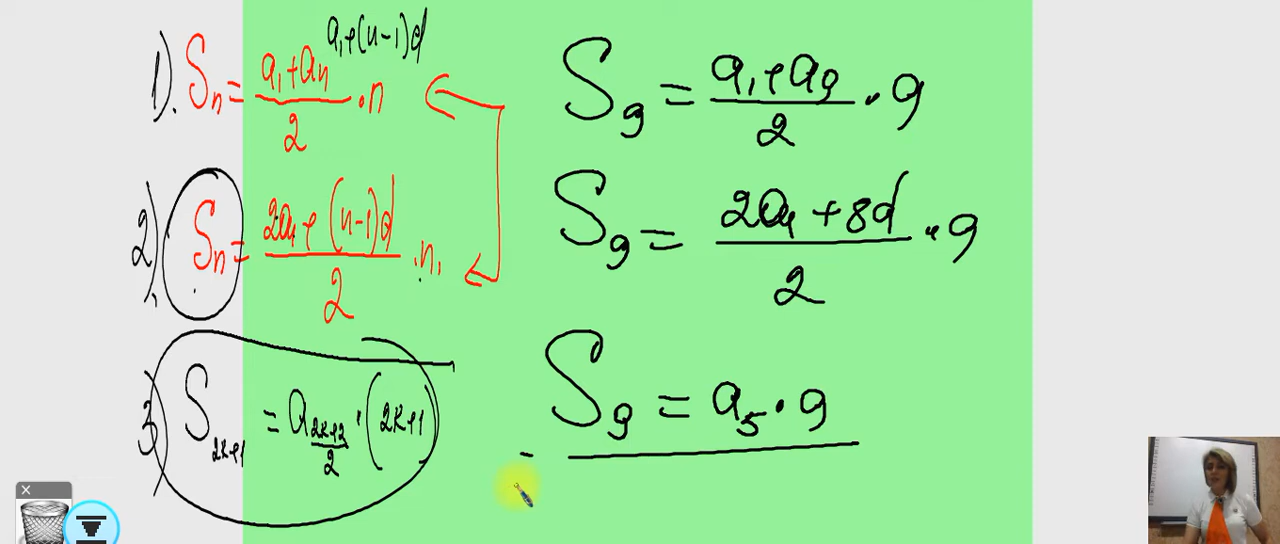 1). Sn = (a₁+an)/2 · n
a₁+(n-1)d
2) Sn = (2a₁+(n-1)d)/2 · n.
3) S₂ₖ₊₁ = a_(2k+2)/2 · (2k+1)
S₉ = (a₁+a₉)/2 · 9
S₉ = (2a₁+8d)/2 · 9
S₉ = a₅ · 9